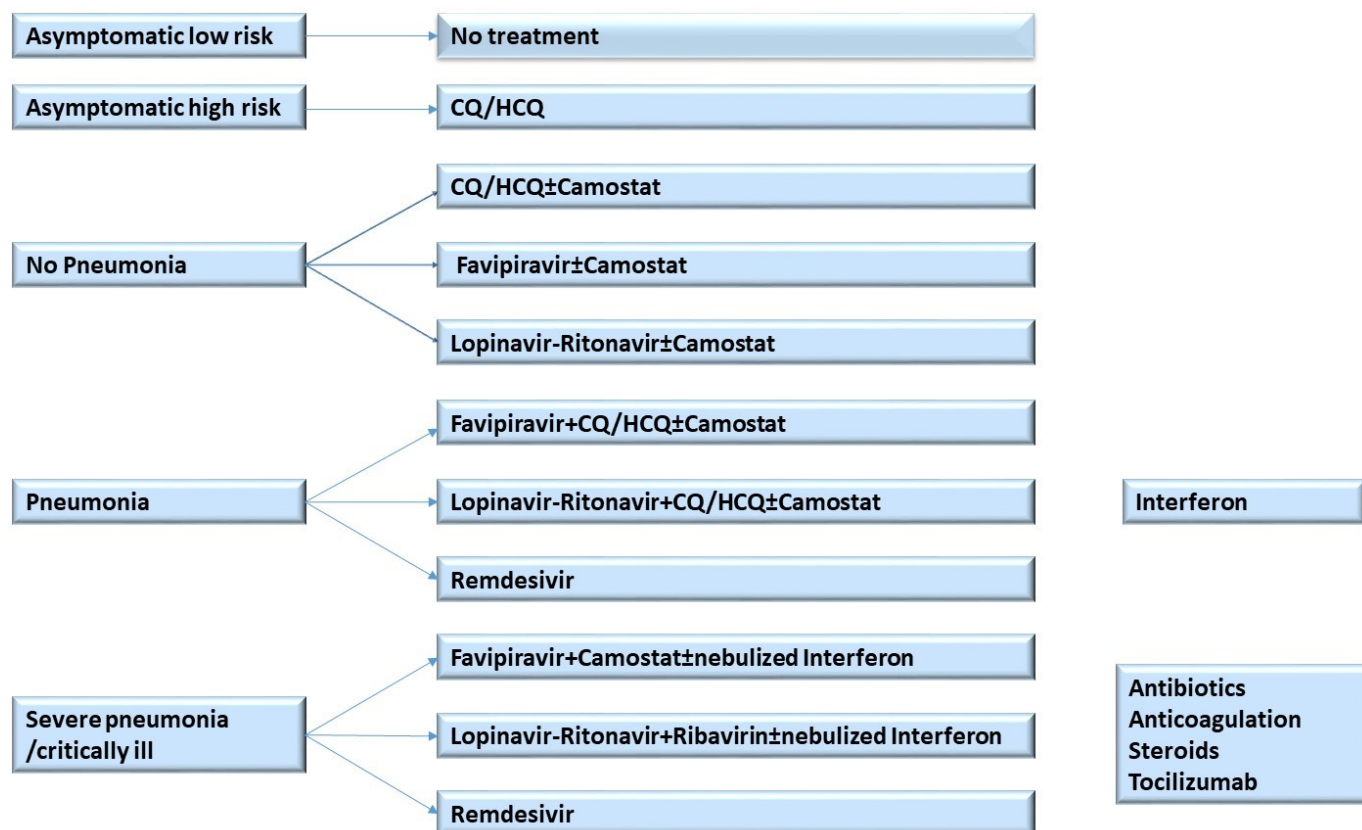 Asymptomatic low risk
No treatment
Asymptomatic high risk
CQ/HCQ
No Pneumonia
CQ/HCQ±Camostat
Favipiravir±Camostat
Lopinavir-Ritonavir±Camostat
Pneumonia
Favipiravir+CQ/HCQ±Camostat
Lopinavir-Ritonavir+CQ/HCQ±Camostat
Remdesivir
Interferon
Severe pneumonia
/critically ill
Favipiravir+Camostat±nebulized Interferon
Lopinavir-Ritonavir+Ribavirin±nebulized Interferon
Remdesivir
Antibiotics
Anticoagulation
Steroids
Tocilizumab